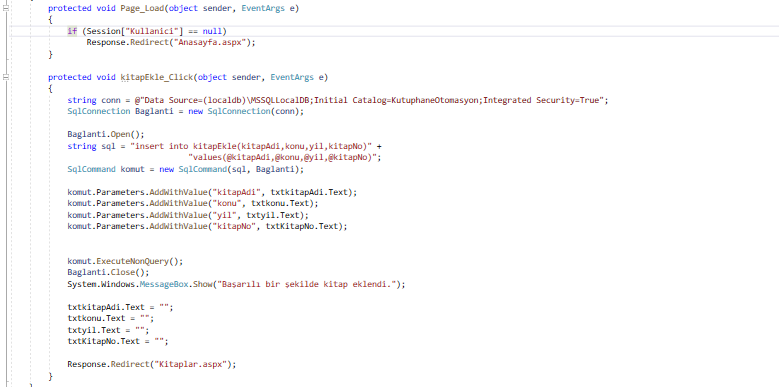 protected void Page_Load(object sender, EventArgs e)
{
if (Session["Kullanici"] == null)
Response.Redirect("Anasayfa.aspx");
}
protected void kitapEkle_Click(object sender, EventArgs e)
{
string conn = @"Data Source=(localdb)\MSSQLLocalDB;Initial Catalog=KutuphaneOtomasyon;Integrated Security=True";
SqlConnection Baglanti = new SqlConnection(conn);
Baglanti.Open();
string sql = "insert into kitapEkle(kitapAdi,konu,yil,kitapNo)" +
"values(@kitapAdi,@konu,@yil,@kitapNo)";
SqlCommand komut = new SqlCommand(sql, Baglanti);
komut.Parameters.AddWithValue("kitapAdi", txtkitapAdi.Text);
komut.Parameters.AddWithValue("konu", txtkonu.Text);
komut.Parameters.AddWithValue("yil", txtyil.Text);
komut.Parameters.AddWithValue("kitapNo", txtKitapNo.Text);
komut.ExecuteNonQuery();
Baglanti.Close();
System.Windows.MessageBox.Show("Başarılı bir şekilde kitap eklendi.");
txtkitapAdi.Text = "";
txtkonu.Text = "";
txtyil.Text = "";
txtKitapNo.Text = "";
Response.Redirect("Kitaplar.aspx");
}